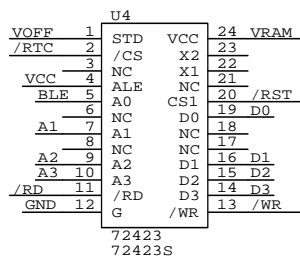 U4
VOFF 1 STD VCC 24 VRAM
/RTC 2 /CS X2 23
3 NC X1 22
VCC 4 ALE NC 21
BLE 5 A0 CS1 20 /RST
6 NC D0 19 D0
A1 7 A1 NC 18
8 NC NC 17
A2 9 A2 D1 16 D1
A3 10 A3 D2 15 D2
/RD 11 /RD D3 14 D3
GND 12 G /WR 13 /WR
72423
72423S